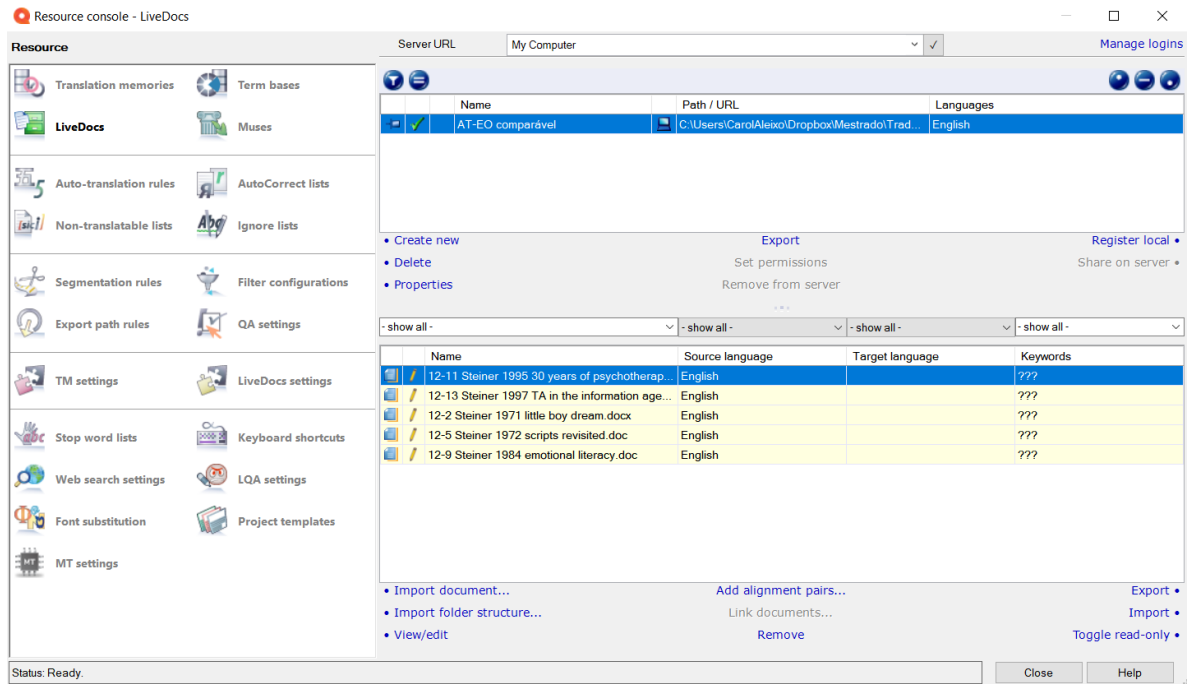 Resource console - LiveDocs
Resource
Server URL My Computer ✓ Manage logins
Translation memories Term bases
LiveDocs Muses
Auto-translation rules AutoCorrect lists
Non-translatable lists Ignore lists
Segmentation rules Filter configurations
Export path rules QA settings
TM settings LiveDocs settings
Stop word lists Keyboard shortcuts
Web search settings LQA settings
Font substitution Project templates
MT settings
Name Path / URL Languages
AT-EO comparável C:\Users\CarolAleixo\Dropbox\Mestrado\Trad... English
• Create new Export Register local •
• Delete Set permissions Share on server •
• Properties Remove from server
- show all - - show all - - show all - - show all -
Name Source language Target language Keywords
12-11 Steiner 1995 30 years of psychotherap... English ???
12-13 Steiner 1997 TA in the information age... English ???
12-2 Steiner 1971 little boy dream.docx English ???
12-5 Steiner 1972 scripts revisited.doc English ???
12-9 Steiner 1984 emotional literacy.doc English ???
• Import document... Add alignment pairs... Export •
• Import folder structure... Link documents... Import •
• View/edit Remove Toggle read-only •
Status: Ready. Close Help